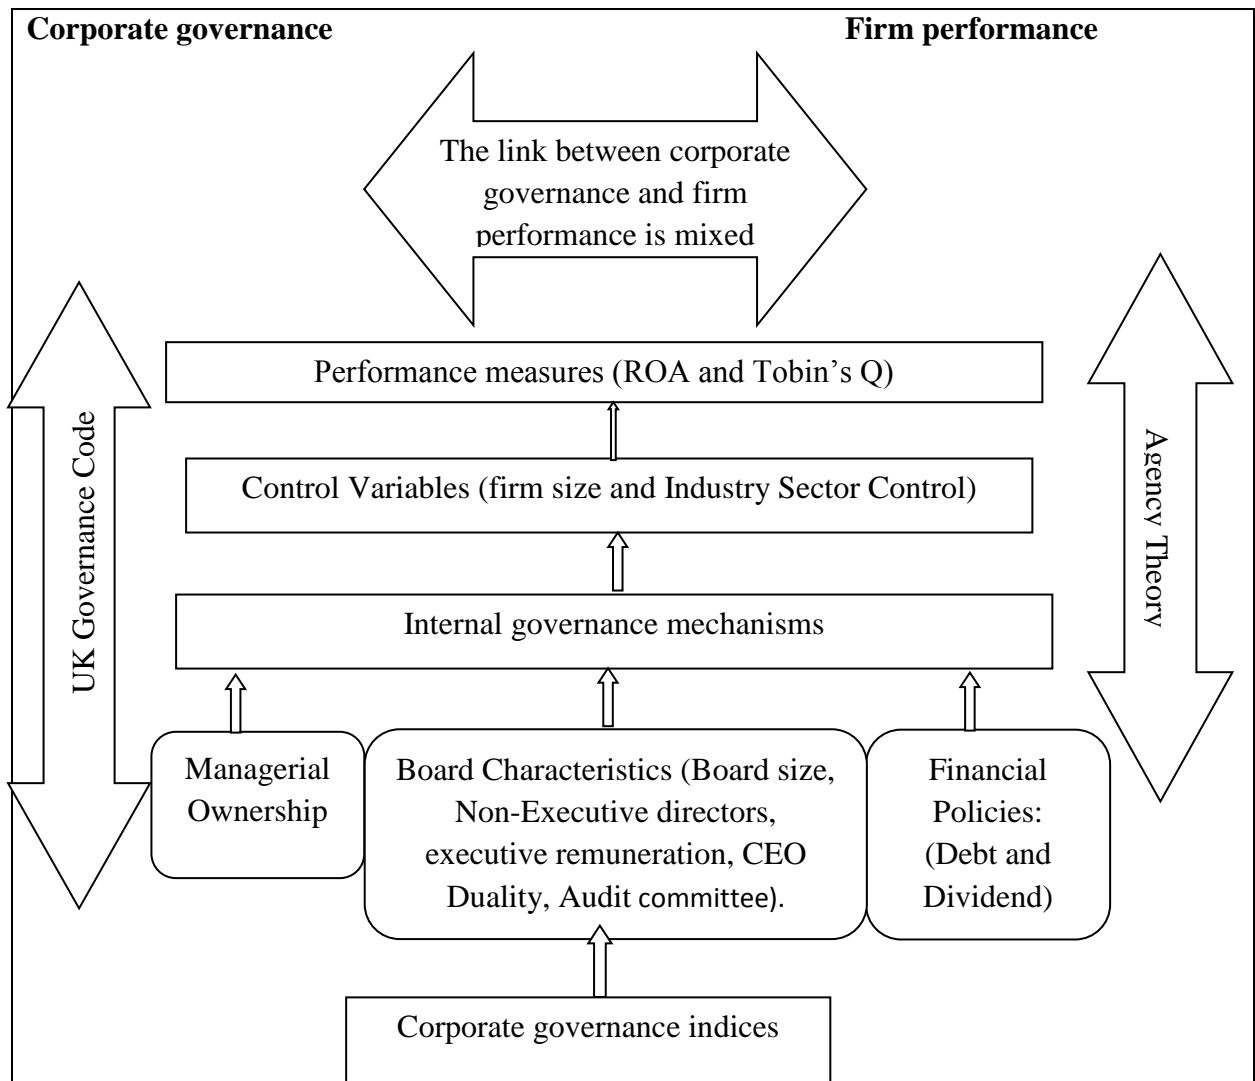 Corporate governance
Firm performance
The link between corporate
governance and firm
performance is mixed
Performance measures (ROA and Tobin’s Q)
Control Variables (firm size and Industry Sector Control)
UK Governance Code
Agency Theory
Internal governance mechanisms
Managerial
Ownership
Board Characteristics (Board size,
Non-Executive directors,
executive remuneration, CEO
Duality, Audit committee).
Financial
Policies:
(Debt and
Dividend)
Corporate governance indices